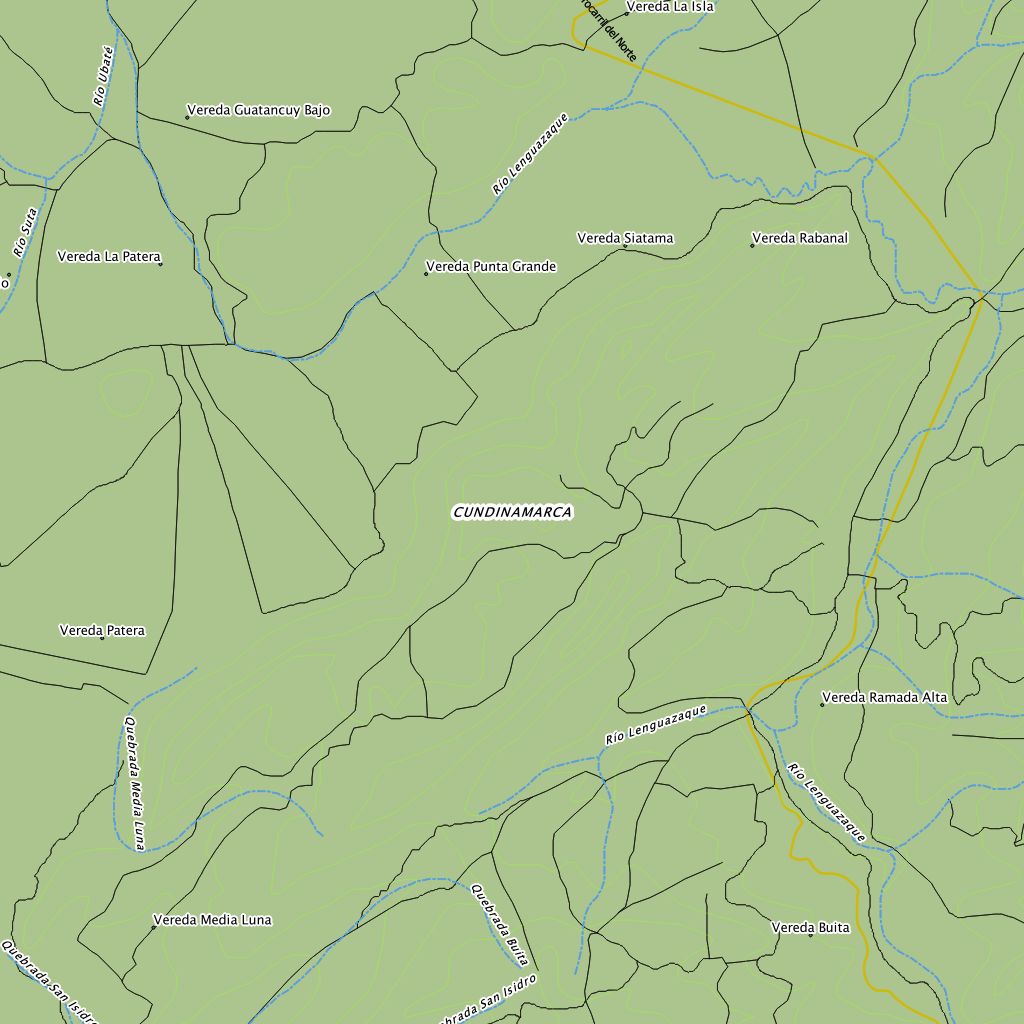 Vereda La Isla
rocarril del Norte
Río Ubaté
Vereda Guatancuy Bajo
Río Lenguazaque
Río Suta
Vereda La Patera
Vereda Siatama
Vereda Rabanal
Vereda Punta Grande
o
CUNDINAMARCA
Vereda Patera
Vereda Ramada Alta
Río Lenguazaque
Quebrada Media Luna
Río Lenguazaque
Vereda Media Luna
Quebrada Buita
Vereda Buita
Quebrada San Isidro
ebrada San Isidro